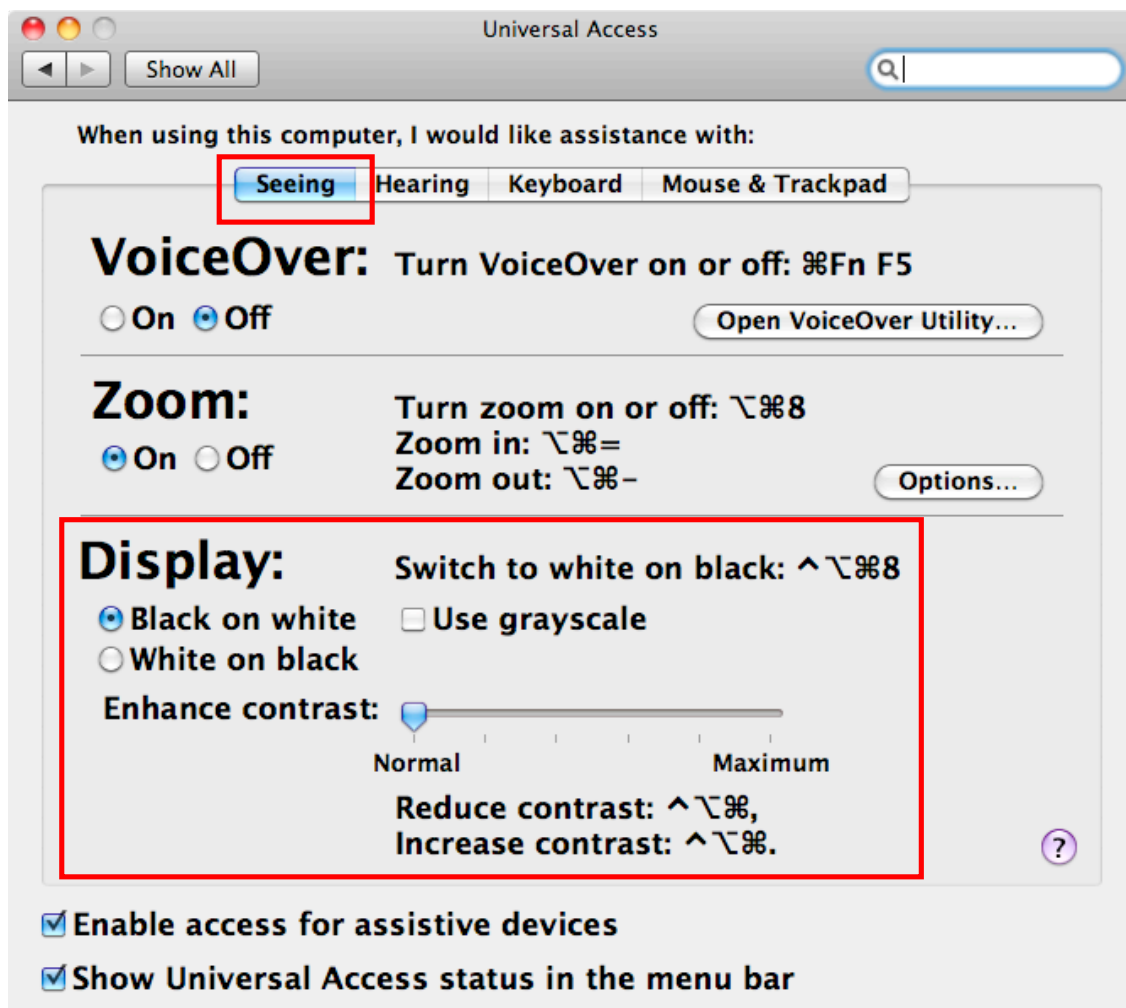 Universal Access
Show All
When using this computer, I would like assistance with:
Seeing Hearing Keyboard Mouse & Trackpad
VoiceOver: Turn VoiceOver on or off: ⌘Fn F5
On Off Open VoiceOver Utility...
Zoom: Turn zoom on or off: ⌥⌘8
On Off Zoom in: ⌥⌘=
Zoom out: ⌥⌘- Options...
Display: Switch to white on black: ^⌥⌘8
Black on white Use grayscale
White on black
Enhance contrast:
Normal Maximum
Reduce contrast: ^⌥⌘,
Increase contrast: ^⌥⌘.
?
Enable access for assistive devices
Show Universal Access status in the menu bar